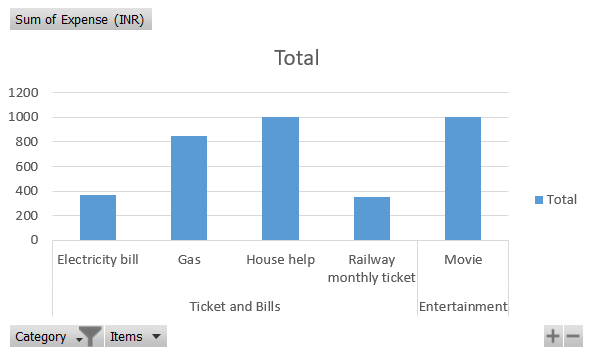 Sum of Expense (INR)
Total
1200
1000
800
600
400
200
0
Electricity bill
Gas
House help
Railway
monthly ticket
Movie
Ticket and Bills
Entertainment
Total
Category
Items